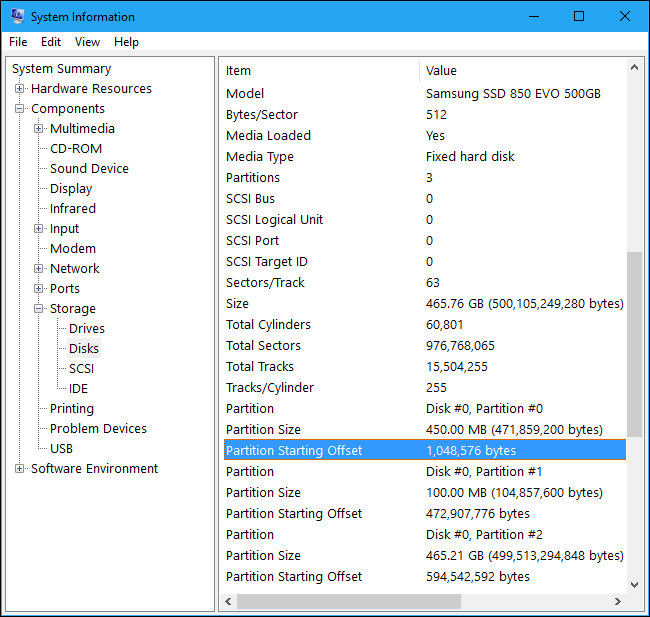 System Information
File Edit View Help
System Summary
Hardware Resources
Components
Multimedia
CD-ROM
Sound Device
Display
Infrared
Input
Modem
Network
Ports
Storage
Drives
Disks
SCSI
IDE
Printing
Problem Devices
USB
Software Environment
Item Value
Model Samsung SSD 850 EVO 500GB
Bytes/Sector 512
Media Loaded Yes
Media Type Fixed hard disk
Partitions 3
SCSI Bus 0
SCSI Logical Unit 0
SCSI Port 0
SCSI Target ID 0
Sectors/Track 63
Size 465.76 GB (500,105,249,280 bytes)
Total Cylinders 60,801
Total Sectors 976,768,065
Total Tracks 15,504,255
Tracks/Cylinder 255
Partition Disk #0, Partition #0
Partition Size 450.00 MB (471,859,200 bytes)
Partition Starting Offset 1,048,576 bytes
Partition Disk #0, Partition #1
Partition Size 100.00 MB (104,857,600 bytes)
Partition Starting Offset 472,907,776 bytes
Partition Disk #0, Partition #2
Partition Size 465.21 GB (499,513,294,848 bytes)
Partition Starting Offset 594,542,592 bytes